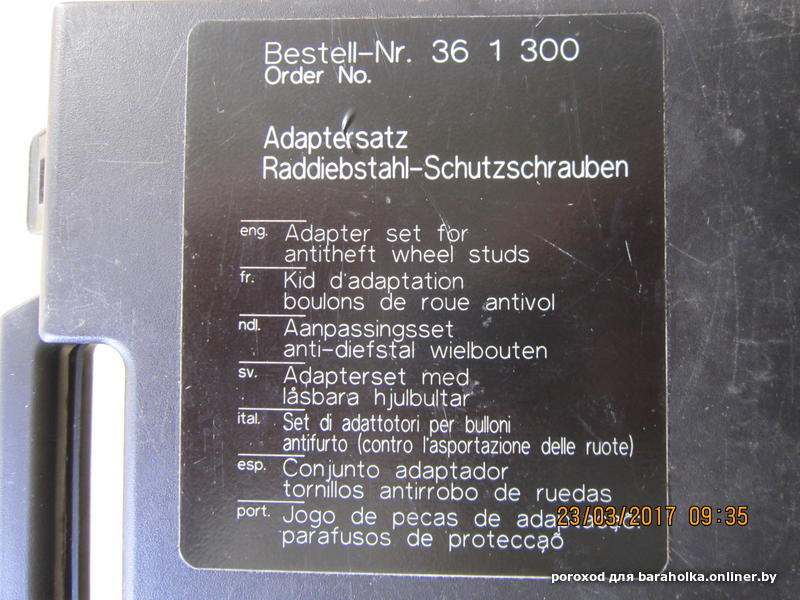 Bestell-Nr. 36 1 300
Order No.
Adaptersatz
Raddiebstahl-Schutzschrauben
eng. Adapter set for
antitheft wheel studs
fr. Kid d'adaptation
boulons de roue antivol
ndl. Aanpassingsset
anti-diefstal wielbouten
sv. Adapterset med
låsbara hjulbultar
ital. Set di adattotori per bulloni
antifurto (contro l'asportazione delle ruote)
esp. Conjunto adaptador
tornillos antirrobo de ruedas
port. Jogo de pecas de
parafusos de protecção
23/03/2017 09:35
poroxod для baraholka.onliner.by